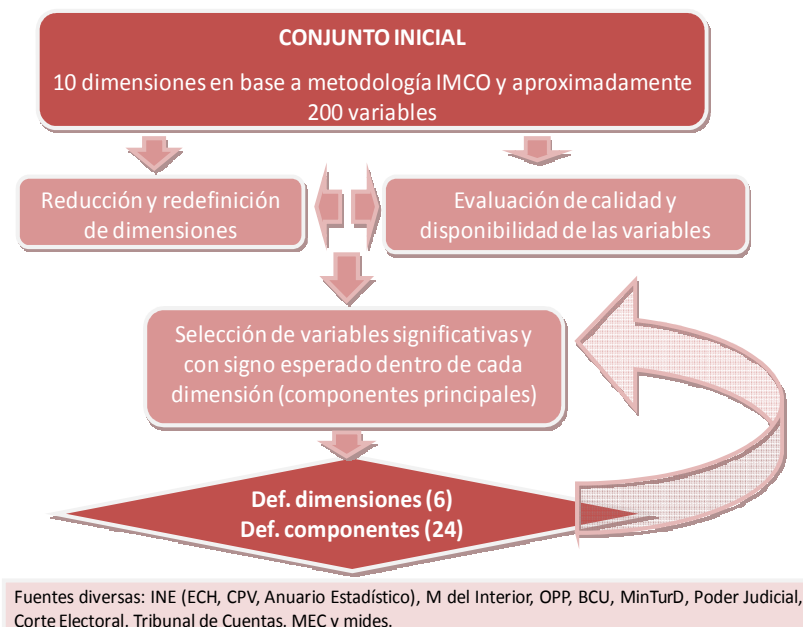 CONJUNTO INICIAL
10 dimensiones en base a metodología IMCO y aproximadamente
200 variables
Reducción y redefinición
de dimensiones
Evaluación de calidad y
disponibilidad de las variables
Selección de variables significativas y
con signo esperado dentro de cada
dimensión (componentes principales)
Def. dimensiones (6)
Def. componentes (24)
Fuentes diversas: INE (ECH, CPV, Anuario Estadístico), M del Interior, OPP, BCU, MinTurD, Poder Judicial,
Corte Electoral, Tribunal de Cuentas, MEC y mides.